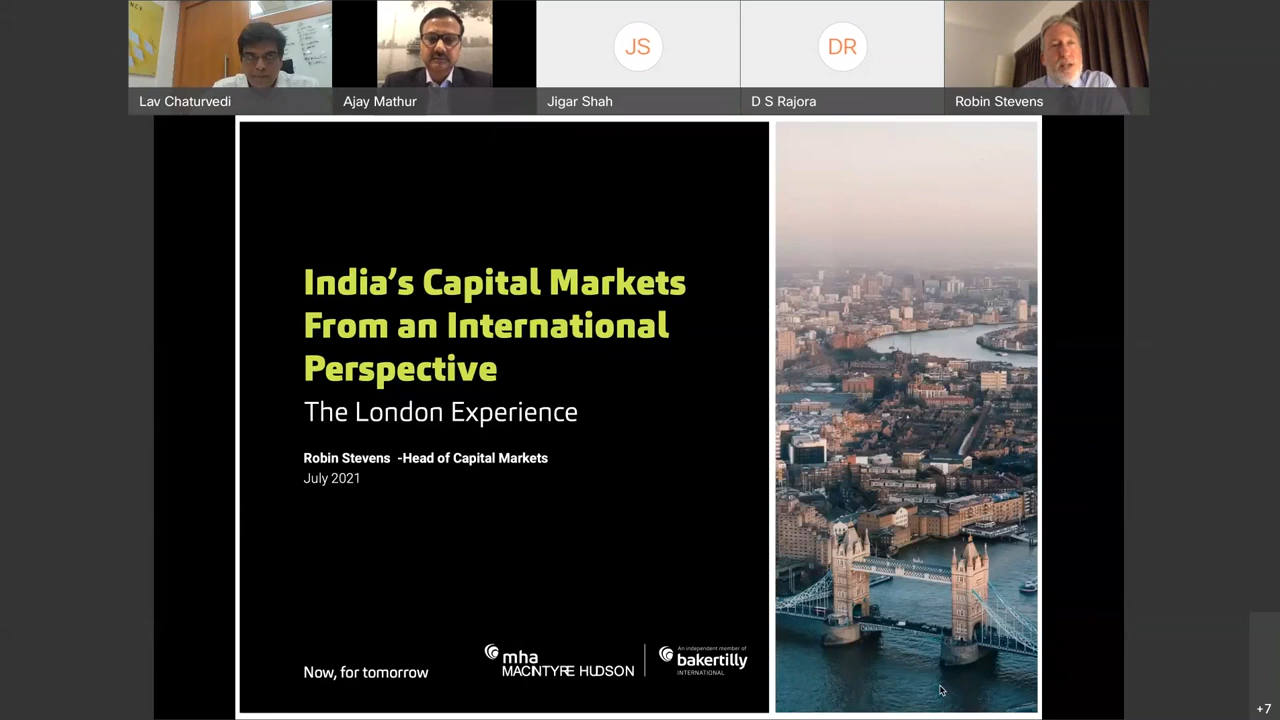 Lav Chaturvedi
Ajay Mathur
JS
Jigar Shah
DR
D S Rajora
Robin Stevens
India’s Capital Markets
From an International
Perspective
The London Experience
Robin Stevens -Head of Capital Markets
July 2021
Now, for tomorrow
mha
MACINTYRE HUDSON
An independent member of
bakertilly
INTERNATIONAL
+7